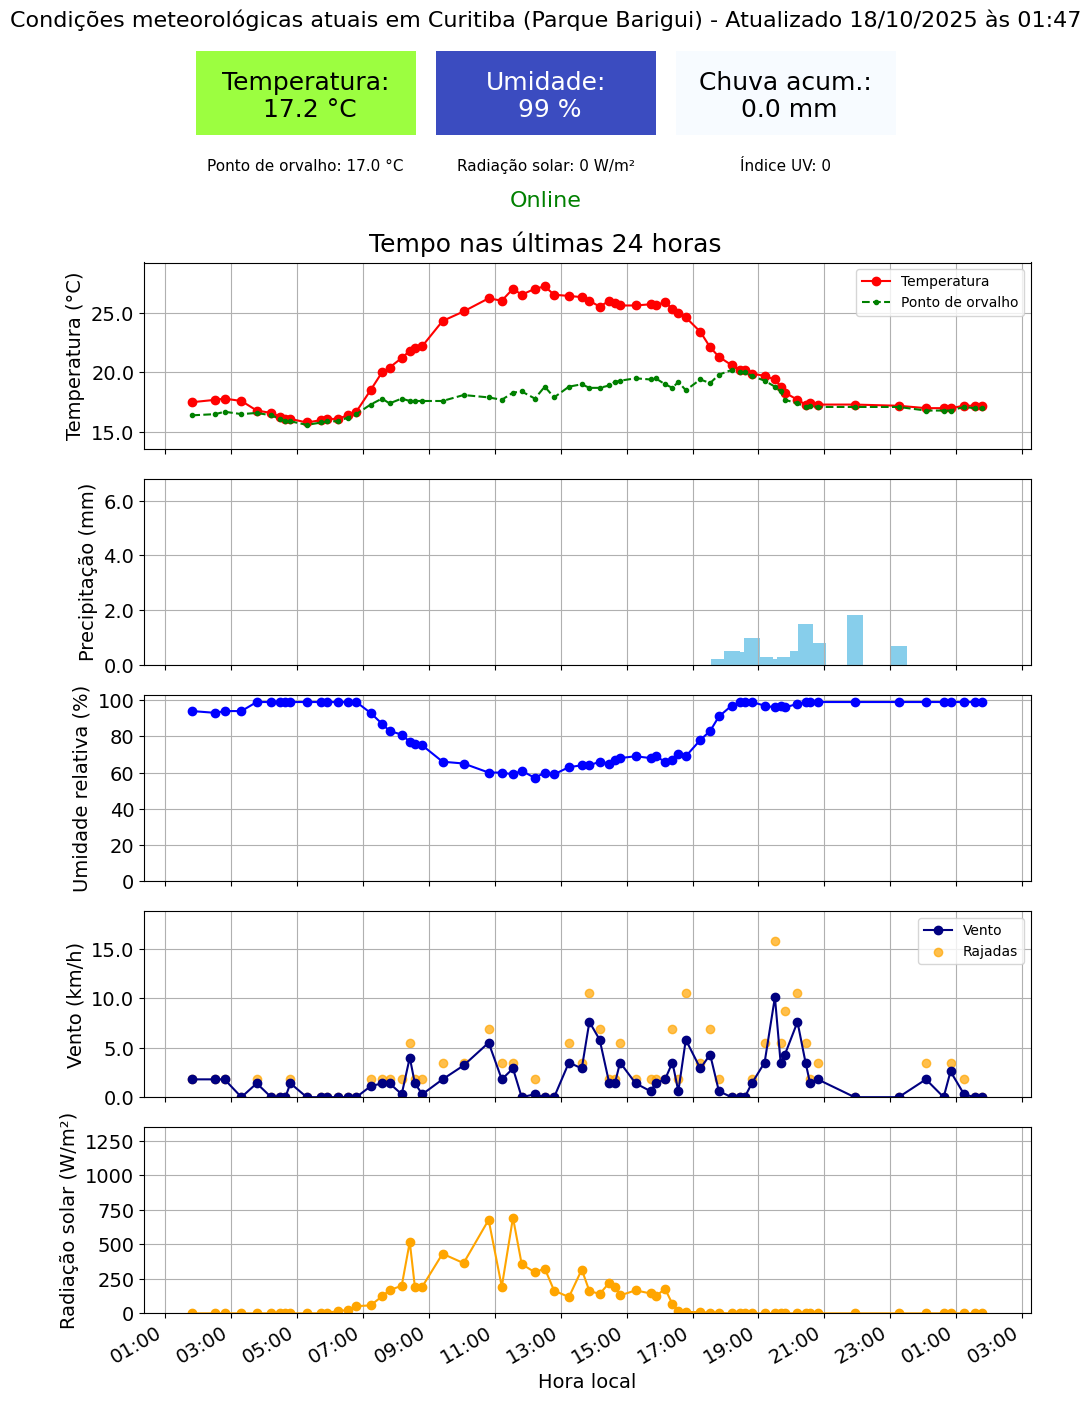 Condições meteorológicas atuais em Curitiba (Parque Barigui) - Atualizado 18/10/2025 às 01:47
Temperatura:
17.2 °C
Umidade:
99 %
Chuva acum.:
0.0 mm
Ponto de orvalho: 17.0 °C
Radiação solar: 0 W/m²
Índice UV: 0
Online
Tempo nas últimas 24 horas
Temperatura (°C)
25.0
20.0
15.0
Temperatura
Ponto de orvalho
Precipitação (mm)
6.0
4.0
2.0
0.0
Umidade relativa (%)
100
80
60
40
20
0
Vento (km/h)
15.0
10.0
5.0
0.0
Vento
Rajadas
Radiação solar (W/m²)
1250
1000
750
500
250
0
01:00
03:00
05:00
07:00
09:00
11:00
13:00
15:00
17:00
19:00
21:00
23:00
01:00
03:00
Hora local